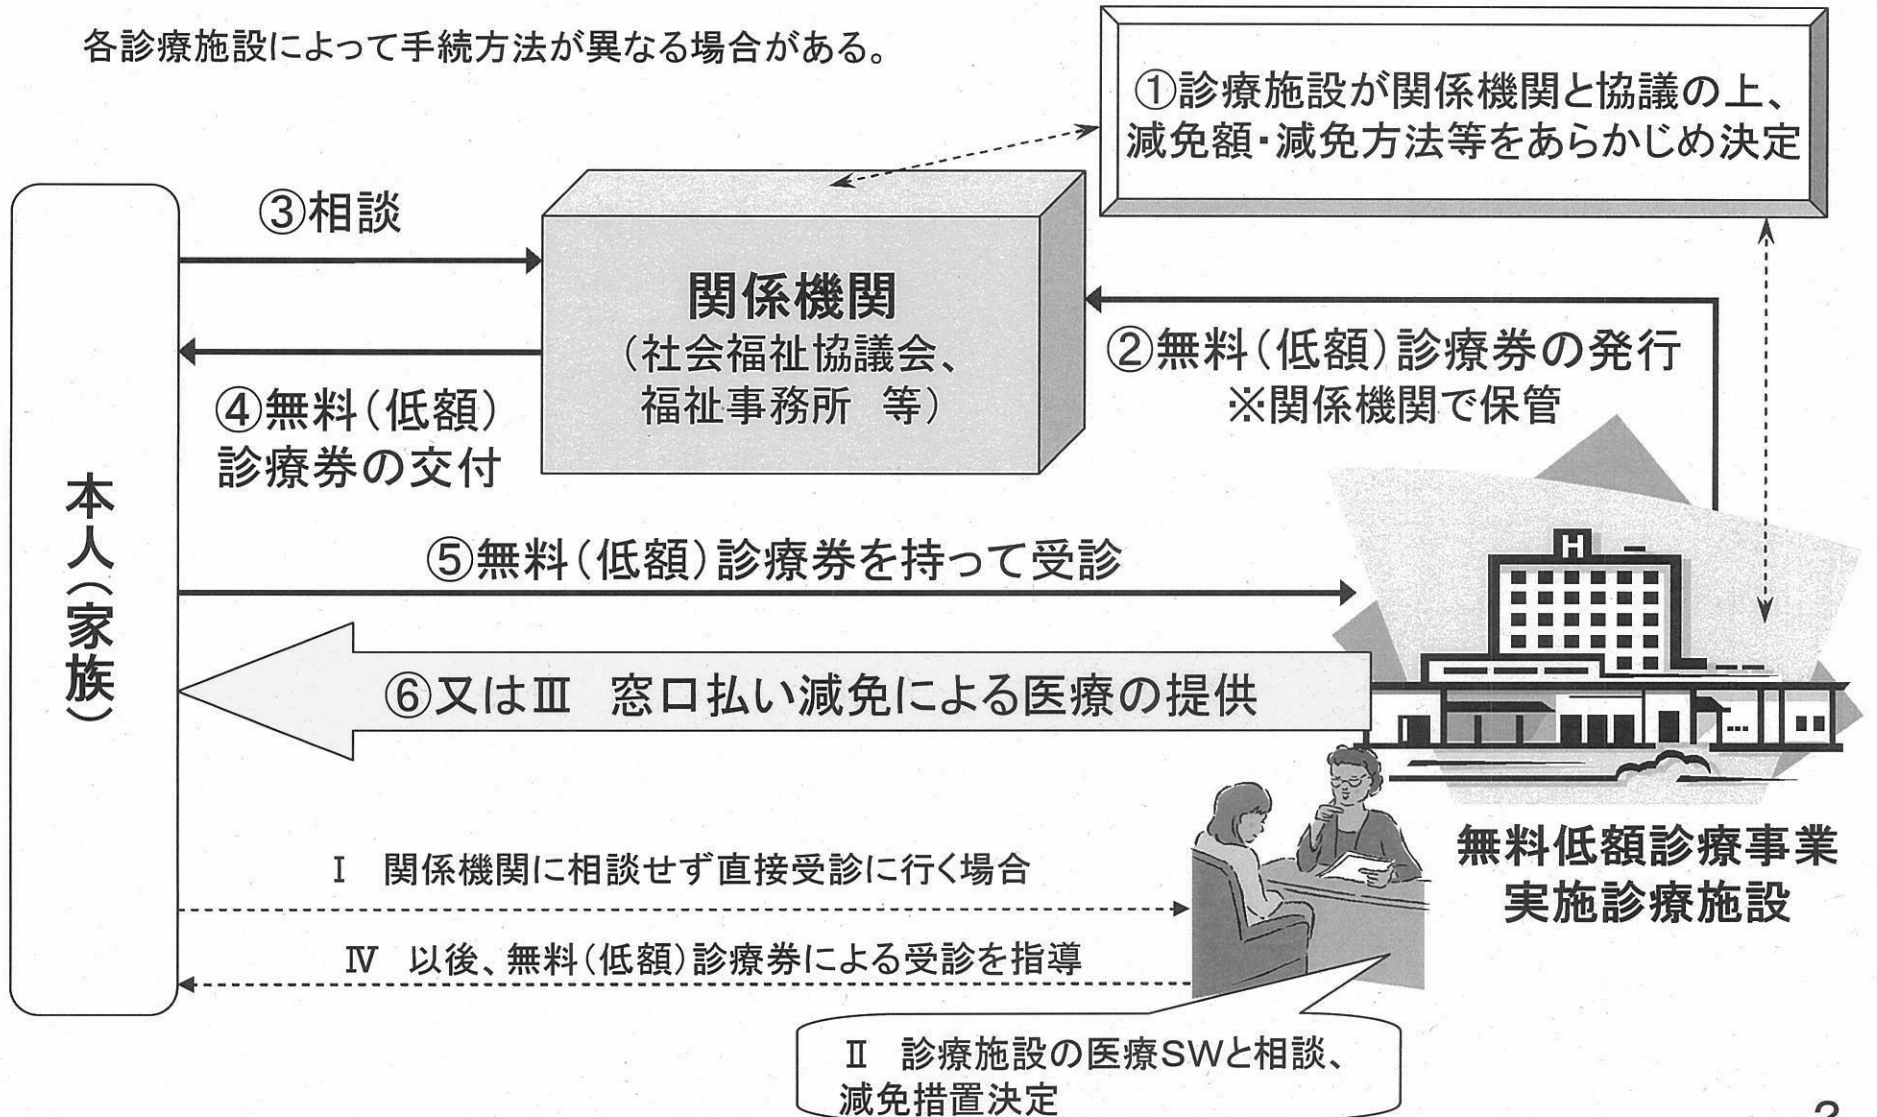 各診療施設によって手続方法が異なる場合がある。
①診療施設が関係機関と協議の上、
減免額・減免方法等をあらかじめ決定
③相談
関係機関
（社会福祉協議会、
福祉事務所 等）
②無料（低額）診療券の発行
※関係機関で保管
④無料（低額）
診療券の交付
本人（家族）
⑤無料（低額）診療券を持って受診
H
⑥又はⅢ 窓口払い減免による医療の提供
無料低額診療事業
実施診療施設
Ⅰ 関係機関に相談せず直接受診に行く場合
Ⅳ 以後、無料（低額）診療券による受診を指導
Ⅱ 診療施設の医療SWと相談、
減免措置決定